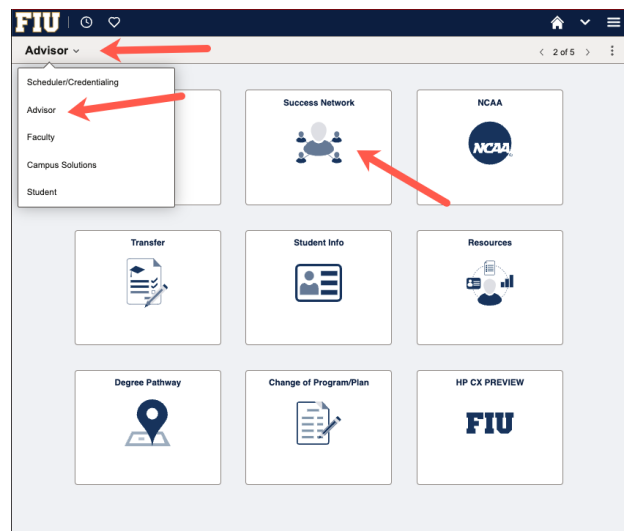 FIU
Advisor
2 of 5
Scheduler/Credentialing
Advisor
Faculty
Campus Solutions
Student
Success Network
NCAA
NCAA
Transfer
Student Info
Resources
Degree Pathway
Change of Program/Plan
HP CX PREVIEW
FIU